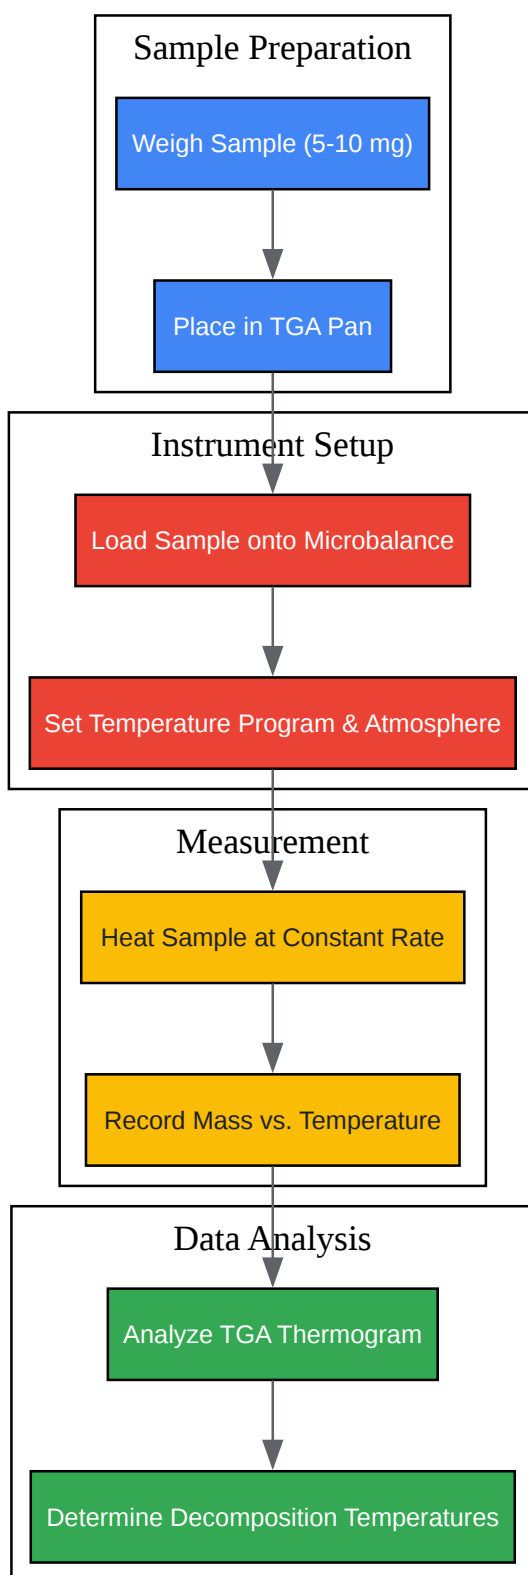 Sample Preparation
Weigh Sample (5-10 mg)
Place in TGA Pan
Instrument Setup
Load Sample onto Microbalance
Set Temperature Program & Atmosphere
Measurement
Heat Sample at Constant Rate
Record Mass vs. Temperature
Data Analysis
Analyze TGA Thermogram
Determine Decomposition Temperatures